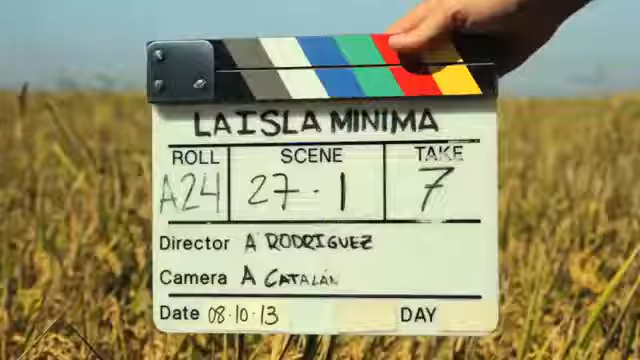 LA ISLA MINIMA
ROLL SCENE TAKE
A24 27·1 7
Director A RODRIGUEZ
Camera A CATALÁN
Date 08·10·13 DAY